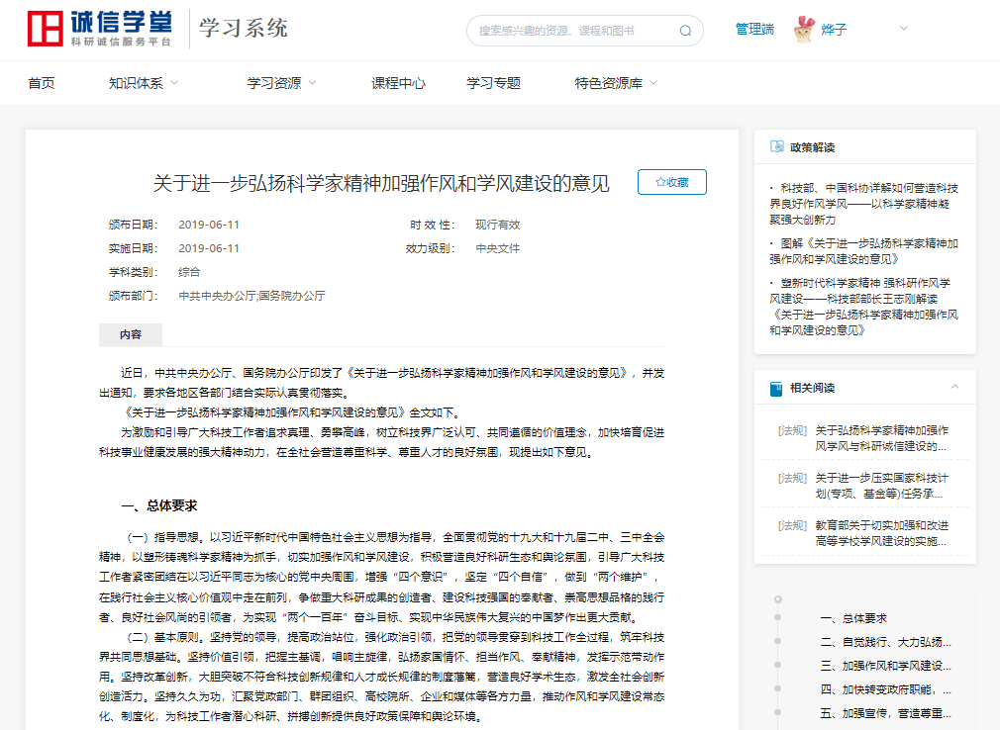 诚信学堂
科研诚信服务平台
学习系统
搜索感兴趣的资源、课程和图书
管理端
烨子
首页
知识体系
学习资源
课程中心
学习专题
特色资源库
关于进一步弘扬科学家精神加强作风和学风建设的意见
☆收藏
颁布日期： 2019-06-11 时 效 性： 现行有效
实施日期： 2019-06-11 效力级别： 中央文件
学科类别： 综合
颁布部门： 中共中央办公厅;国务院办公厅
内容
近日，中共中央办公厅、国务院办公厅印发了《关于进一步弘扬科学家精神加强作风和学风建设的意见》，并发
出通知，要求各地区各部门结合实际认真贯彻落实。
《关于进一步弘扬科学家精神加强作风和学风建设的意见》全文如下。
为激励和引导广大科技工作者追求真理、勇攀高峰，树立科技界广泛认可、共同遵循的价值理念，加快培育促进
科技事业健康发展的强大精神动力，在全社会营造尊重科学、尊重人才的良好氛围，现提出如下意见。
一、总体要求
（一）指导思想。以习近平新时代中国特色社会主义思想为指导，全面贯彻党的十九大和十九届二中、三中全会
精神，以塑形铸魂科学家精神为抓手，切实加强作风和学风建设，积极营造良好科研生态和舆论氛围，引导广大科技
工作者紧密团结在以习近平同志为核心的党中央周围，增强“四个意识”，坚定“四个自信”，做到“两个维护”，
在践行社会主义核心价值观中走在前列，争做重大科研成果的创造者、建设科技强国的奉献者、崇高思想品格的践行
者、良好社会风尚的引领者，为实现“两个一百年”奋斗目标、实现中华民族伟大复兴的中国梦作出更大贡献。
（二）基本原则。坚持党的领导，提高政治站位，强化政治引领，把党的领导贯穿到科技工作全过程，筑牢科技
界共同思想基础。坚持价值引领，把握主基调，唱响主旋律，弘扬家国情怀、担当作风、奉献精神，发挥示范带动作
用。坚持改革创新，大胆突破不符合科技创新规律和人才成长规律的制度藩篱，营造良好学术生态，激发全社会创新
创造活力。坚持久久为功，汇聚党政部门、群团组织、高校院所、企业和媒体等各方力量，推动作风和学风建设常态
化、制度化，为科技工作者潜心科研、拼搏创新提供良好政策保障和舆论环境。
政策解读
· 科技部、中国科协详解如何营造科技
界良好作风学风——以科学家精神凝
聚强大创新力
· 图解《关于进一步弘扬科学家精神加
强作风和学风建设的意见》
· 塑新时代科学家精神 强科研作风学
风建设——科技部部长王志刚解读
《关于进一步弘扬科学家精神加强作风
和学风建设的意见》
相关阅读
[法规] 关于弘扬科学家精神加强作
风学风与科研诚信建设的...
[法规] 关于进一步压实国家科技计
划(专项、基金等)任务承...
[法规] 教育部关于切实加强和改进
高等学校学风建设的实施...
一、总体要求
二、自觉践行、大力弘扬...
三、加强作风和学风建设...
四、加快转变政府职能，...
五、加强宣传，营造尊重...